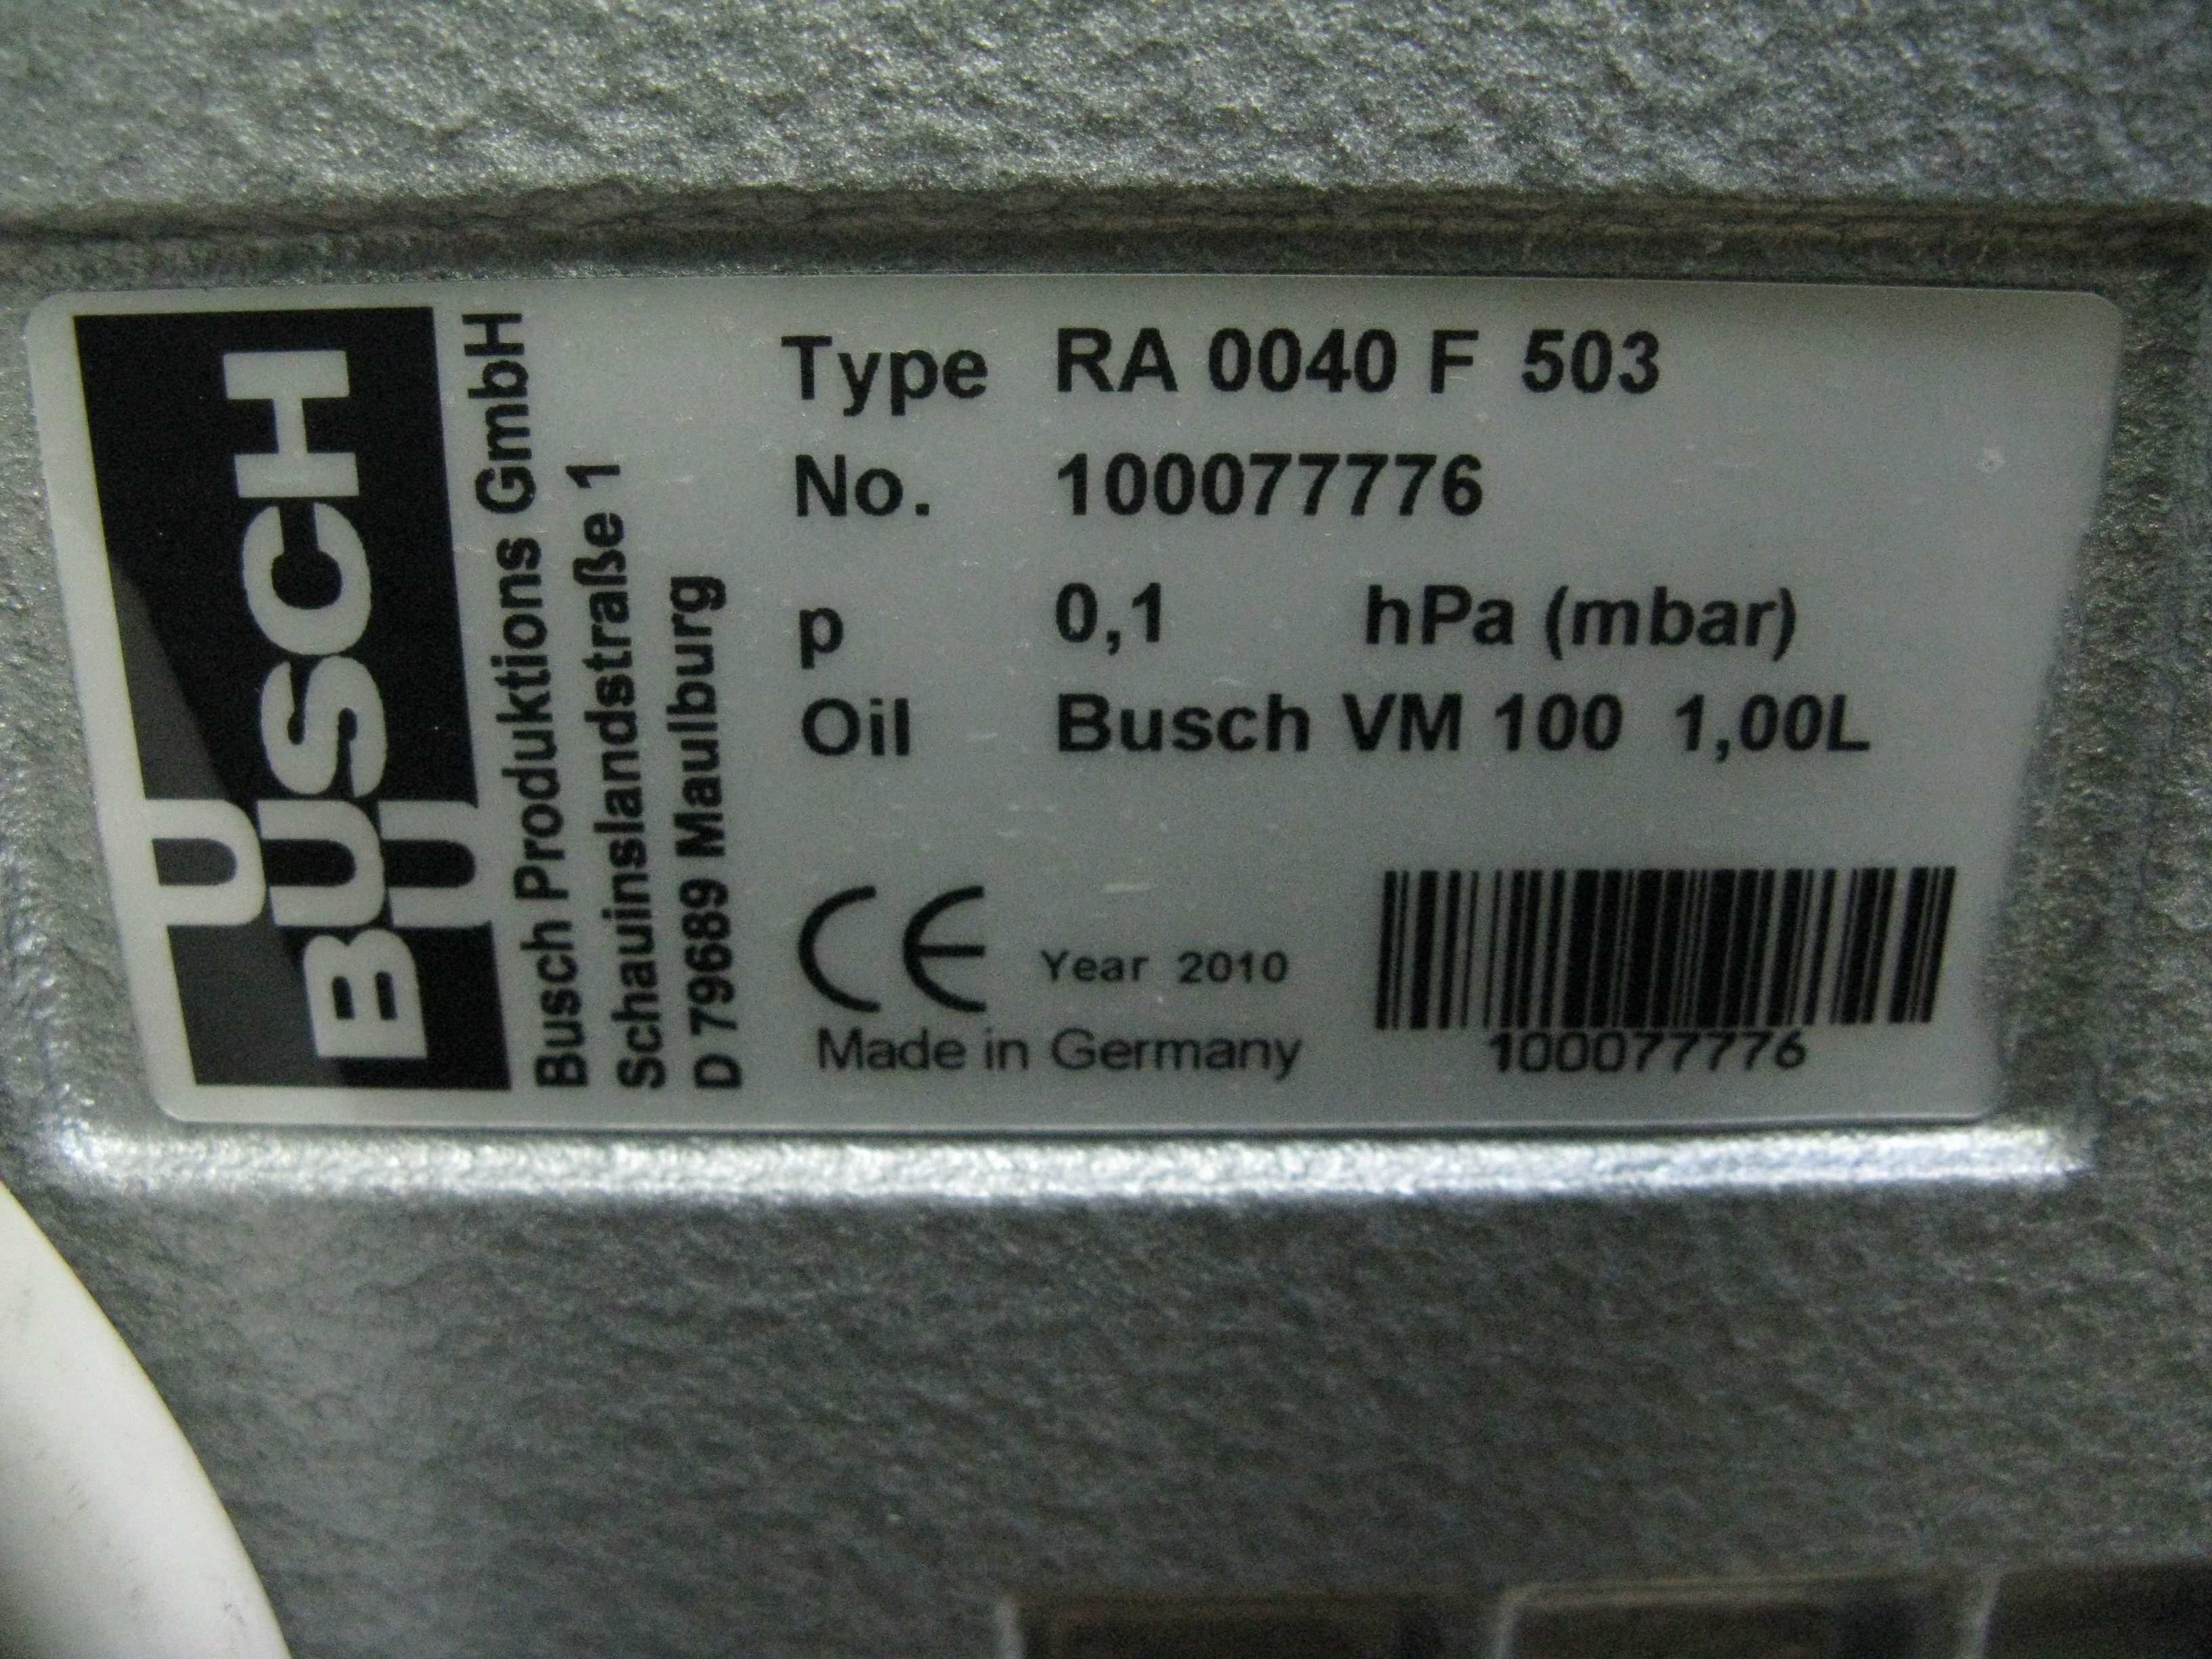 BUSCH
U
U
Busch Produktions GmbH
Schauinslandstraße 1
D 79689 Maulburg
Type RA 0040 F 503
No. 100077776
p 0,1 hPa (mbar)
Oil Busch VM 100 1,00L
CE Year 2010
Made in Germany
100077776